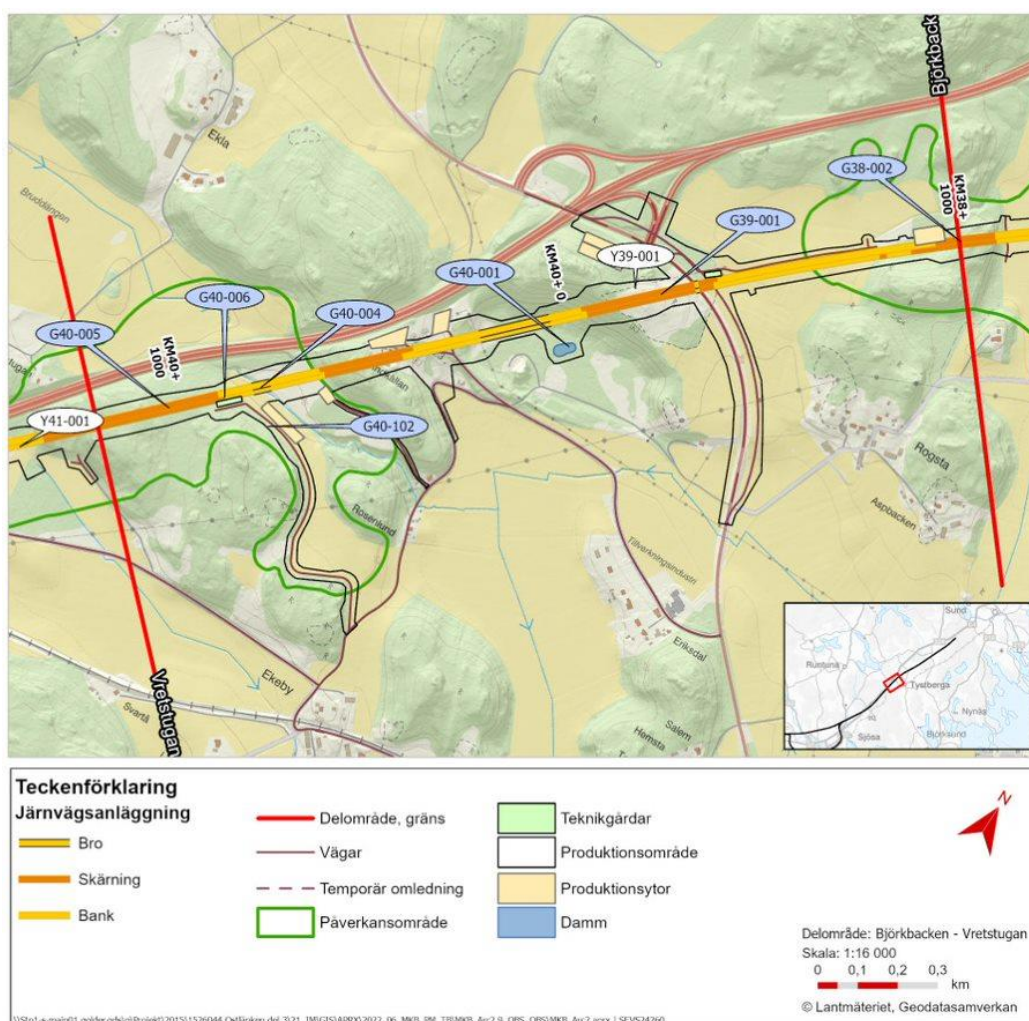 Björkback
Ekla
G38-002
KM38+
1000
Bruddängen
G39-001
KM40+ 0
Y39-001
G40-001
G40-006
G40-004
G40-005
KM40+
1000
Y41-001
G40-102
Rogsta
Aspbacken
Rosenlund
Tillverkningsindustri
Eriksdal
Ekeby
Svartå
Vretstugan
Salem
Hemsta
Sund
Runtuna
Tystberga
Nynäs
Sjösa
Björksund
Teckenförklaring
Järnvägsanläggning
Bro
Skärning
Bank
Delområde, gräns
Vägar
Temporär omledning
Påverkansområde
Teknikgårdar
Produktionsområde
Produktionsytor
Damm
N
Delområde: Björkbacken - Vretstugan
Skala: 1:16 000
0 0,1 0,2 0,3
km
© Lantmäteriet, Geodatasamverkan